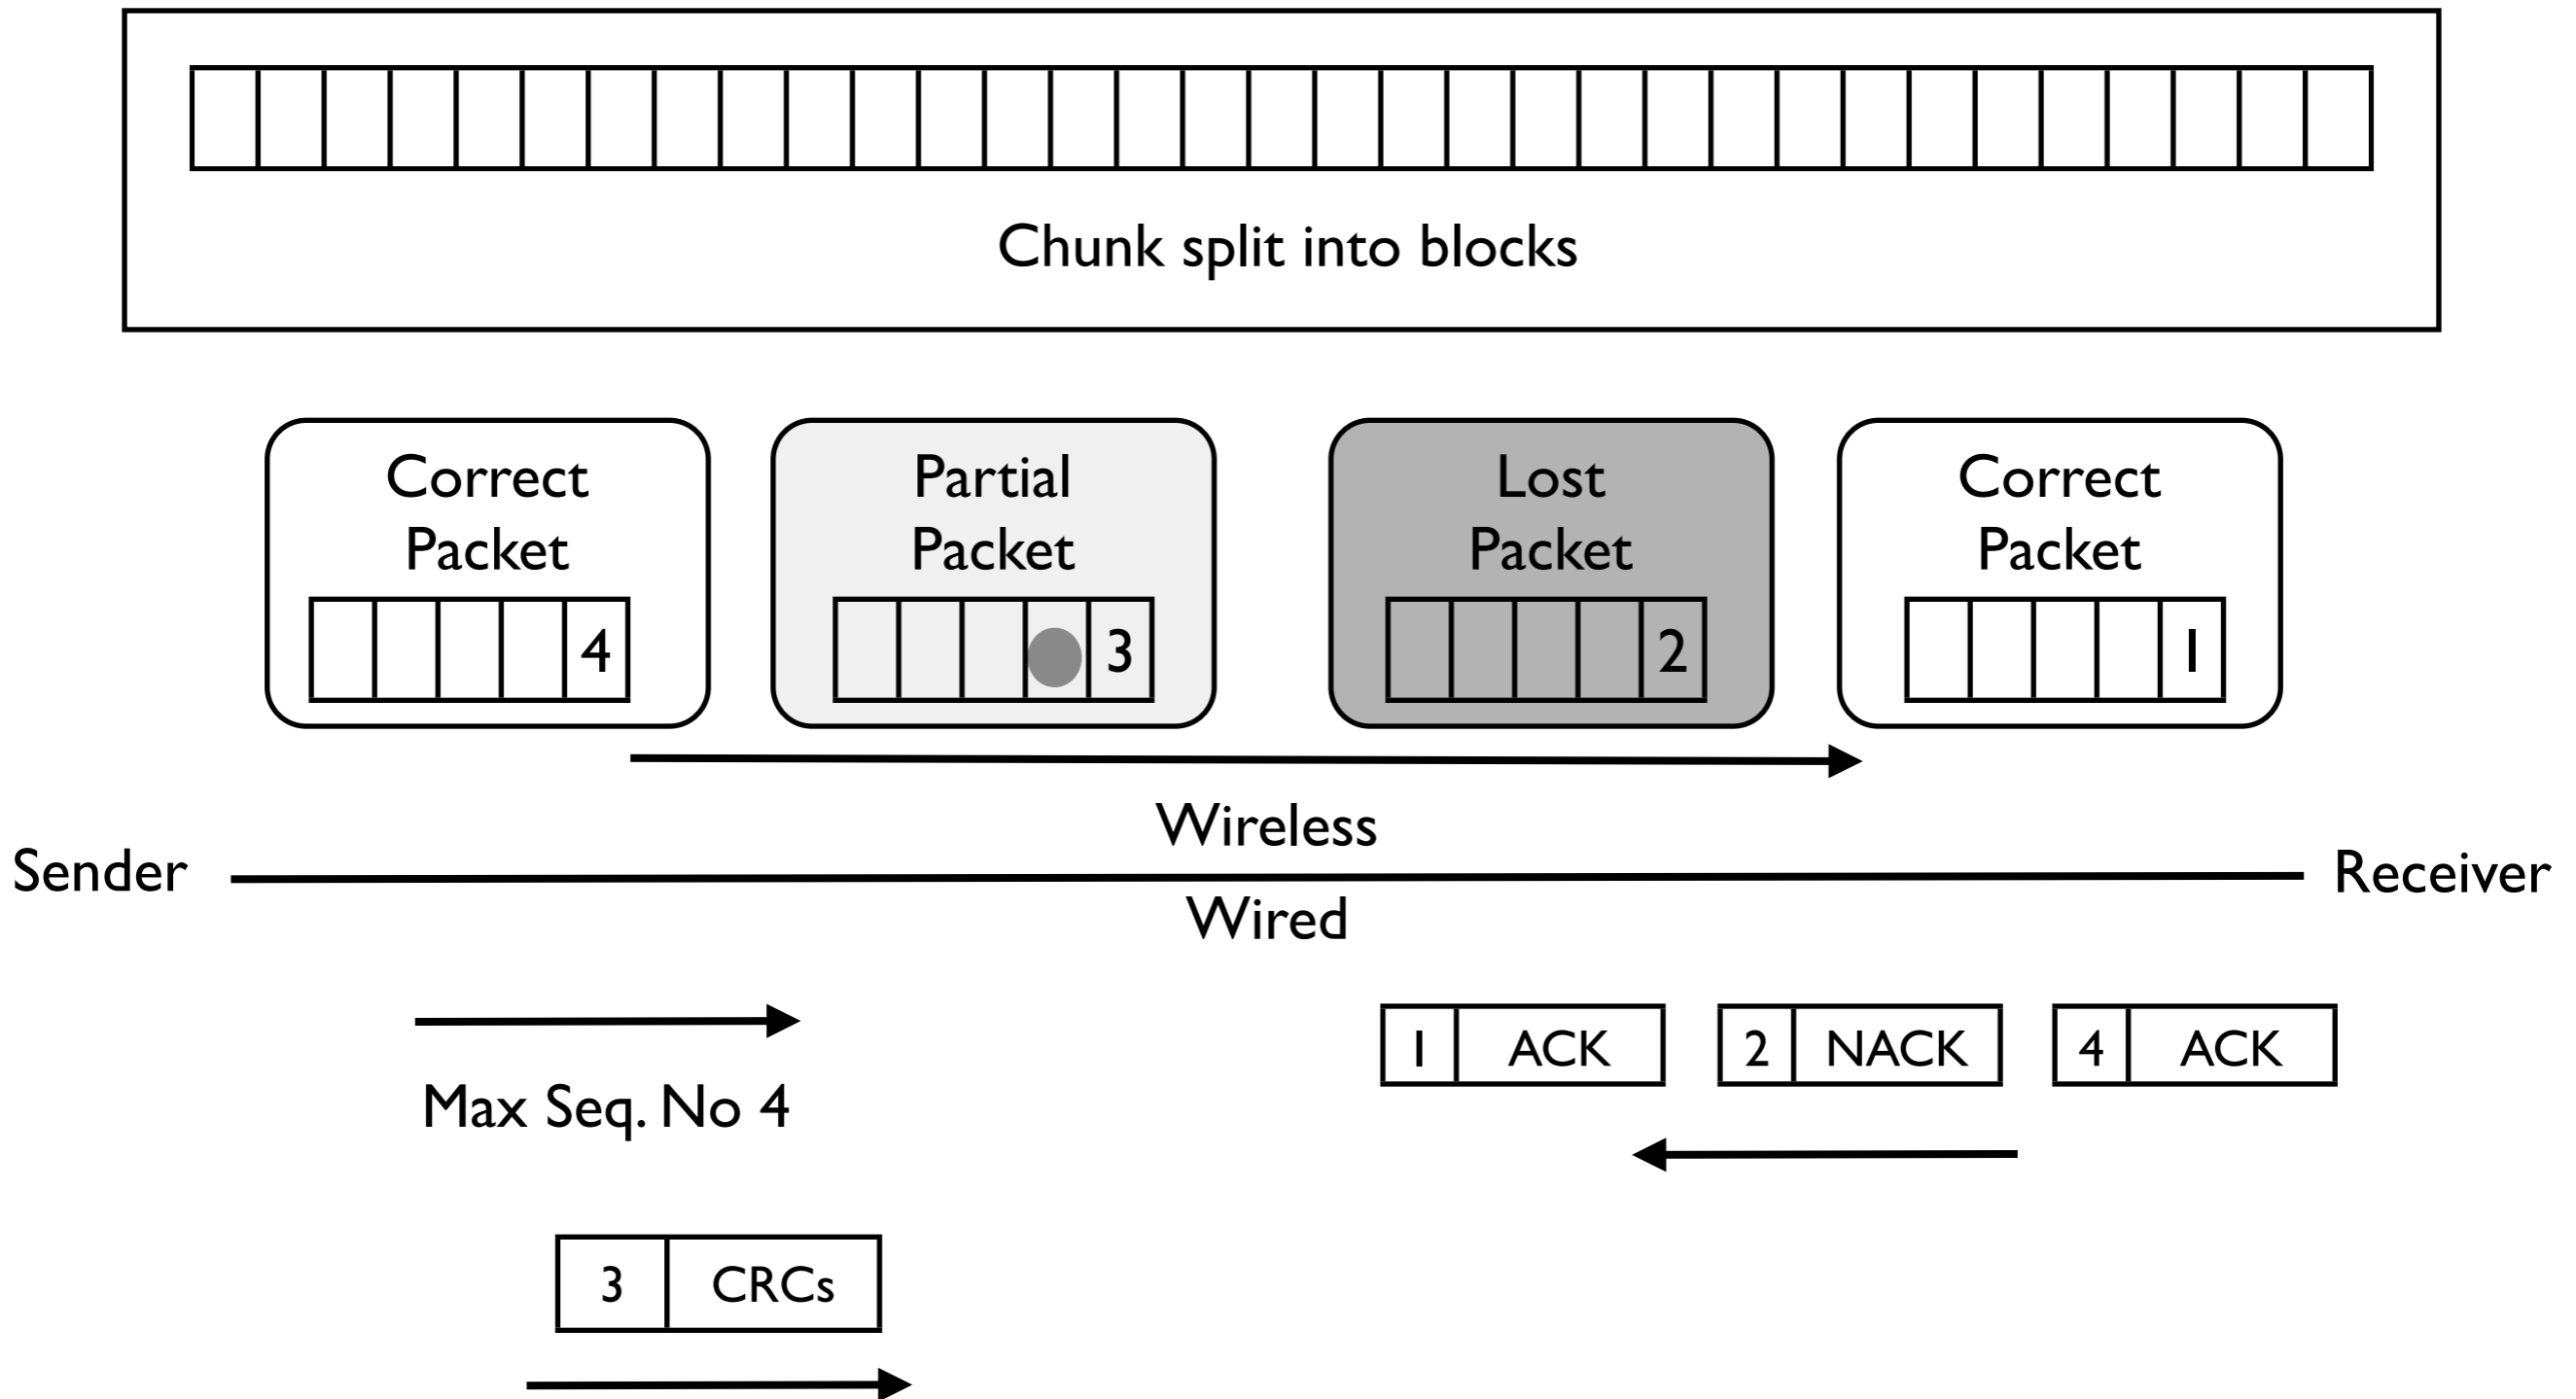 Chunk split into blocks
Correct
Packet
4
Partial
Packet
3
Lost
Packet
2
Correct
Packet
1
Wireless
Sender
Receiver
Wired
1 ACK
2 NACK
4 ACK
Max Seq. No 4
3 CRCs